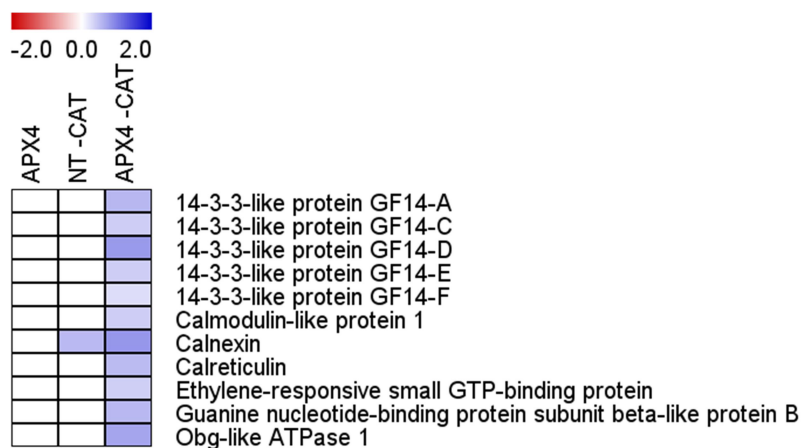 -2.0 0.0 2.0
APX4
NT -CAT
APX4 -CAT
14-3-3-like protein GF14-A
14-3-3-like protein GF14-C
14-3-3-like protein GF14-D
14-3-3-like protein GF14-E
14-3-3-like protein GF14-F
Calmodulin-like protein 1
Calnexin
Calreticulin
Ethylene-responsive small GTP-binding protein
Guanine nucleotide-binding protein subunit beta-like protein B
Obg-like ATPase 1